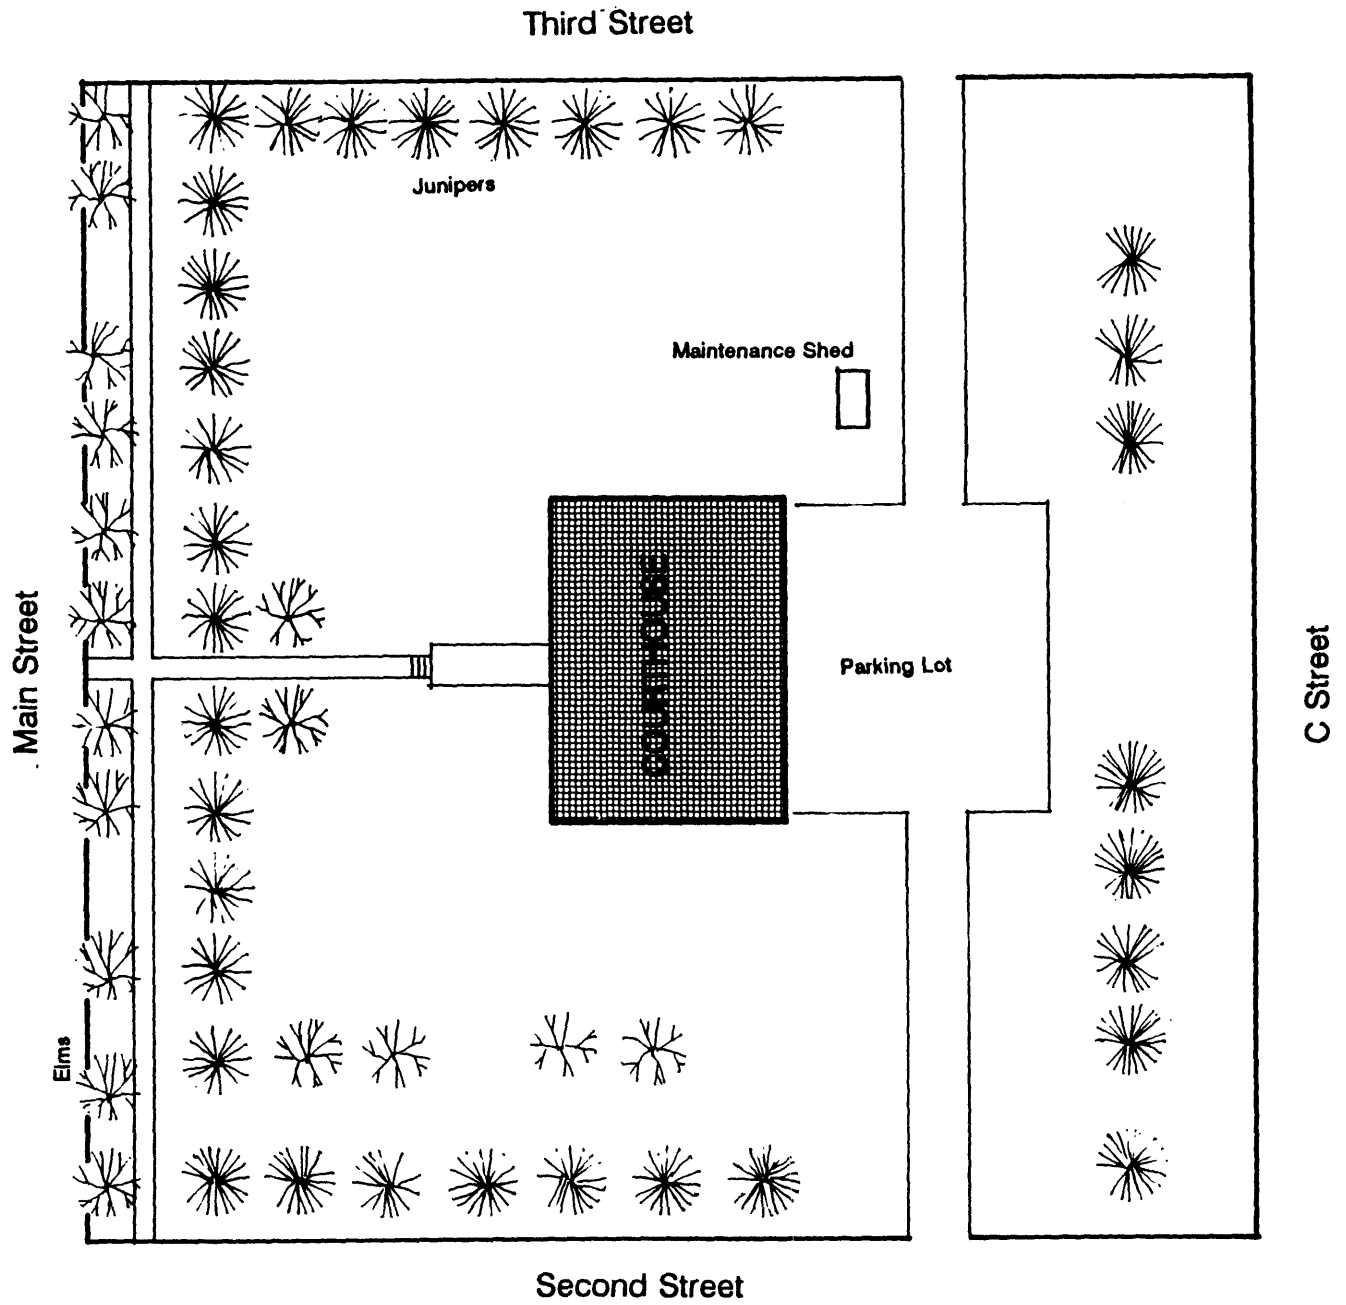 Third Street
Junipers
Maintenance Shed
Main Street
COURTHOUSE
Parking Lot
C Street
Elms
Second Street